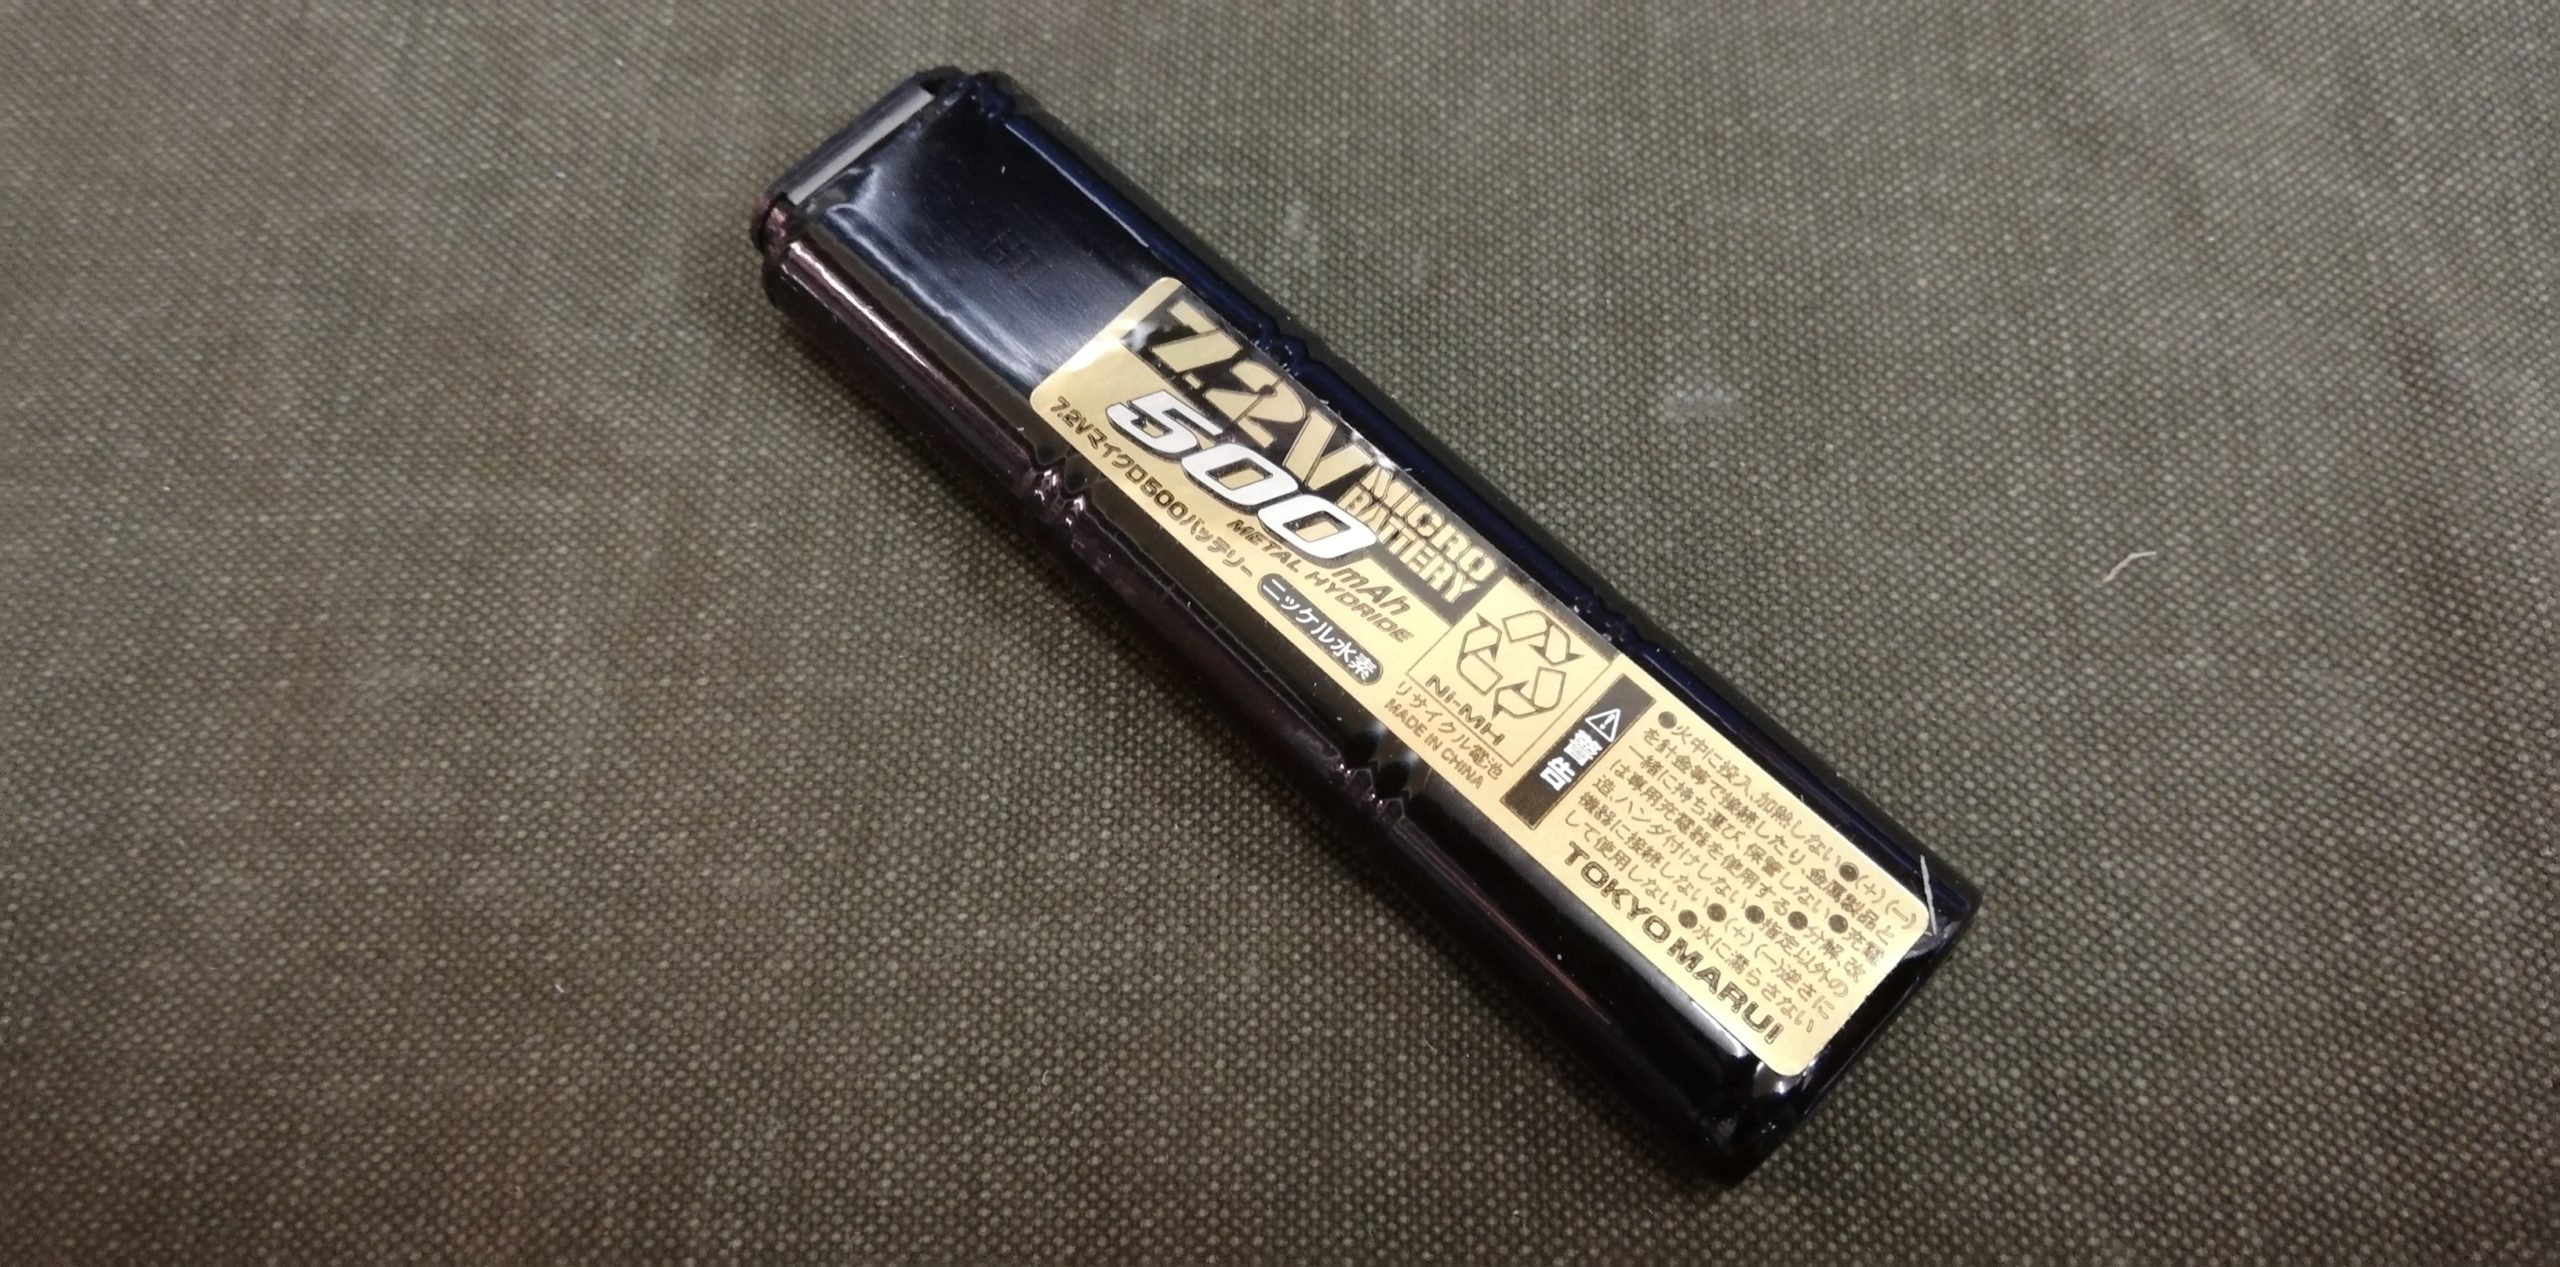 7.2V MICRO BATTERY
500mAh
METAL HYDRIDE
7.2Vマイクロ500バッテリー ニッケル水素
Ni-MH
リサイクル電池
MADE IN CHINA
⚠警告
●火中に投入、加熱しない●(+)(−)
を針金等で接続したり、金属製品と
一緒に持ち運び、保管しない●充電
は専用充電器を使用する●分解、改
造、ハンダ付けしない●指定以外の
機器に接続しない●(+)(−)逆さに
して使用しない●水に濡らさない
TOKYO MARUI